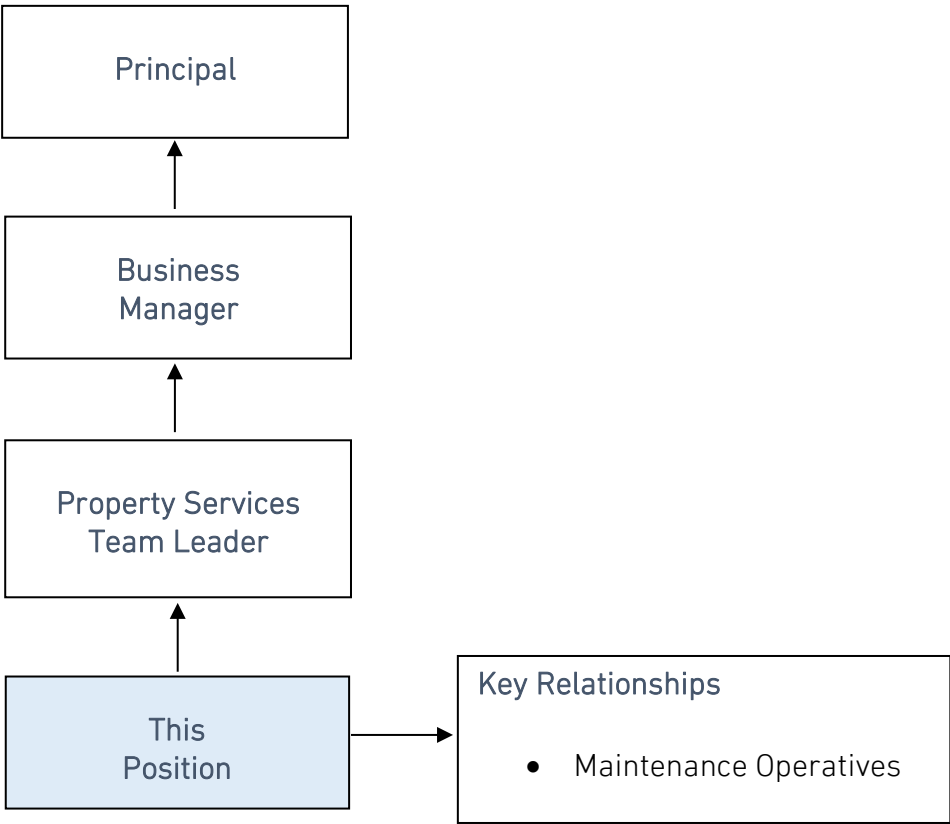 Principal
Business
Manager
Property Services
Team Leader
This
Position
Key Relationships
● Maintenance Operatives